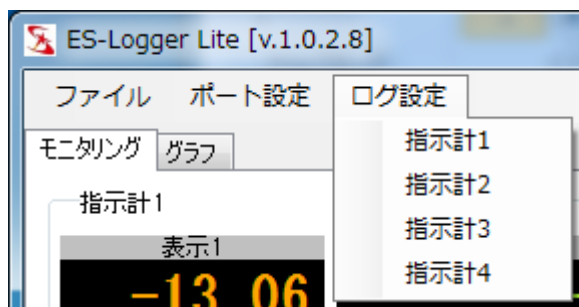 ES-Logger Lite [v.1.0.2.8]
ファイル ポート設定 ログ設定
モニタリング グラフ
指示計1
指示計2
指示計3
指示計4
指示計1
表示1
-13.06